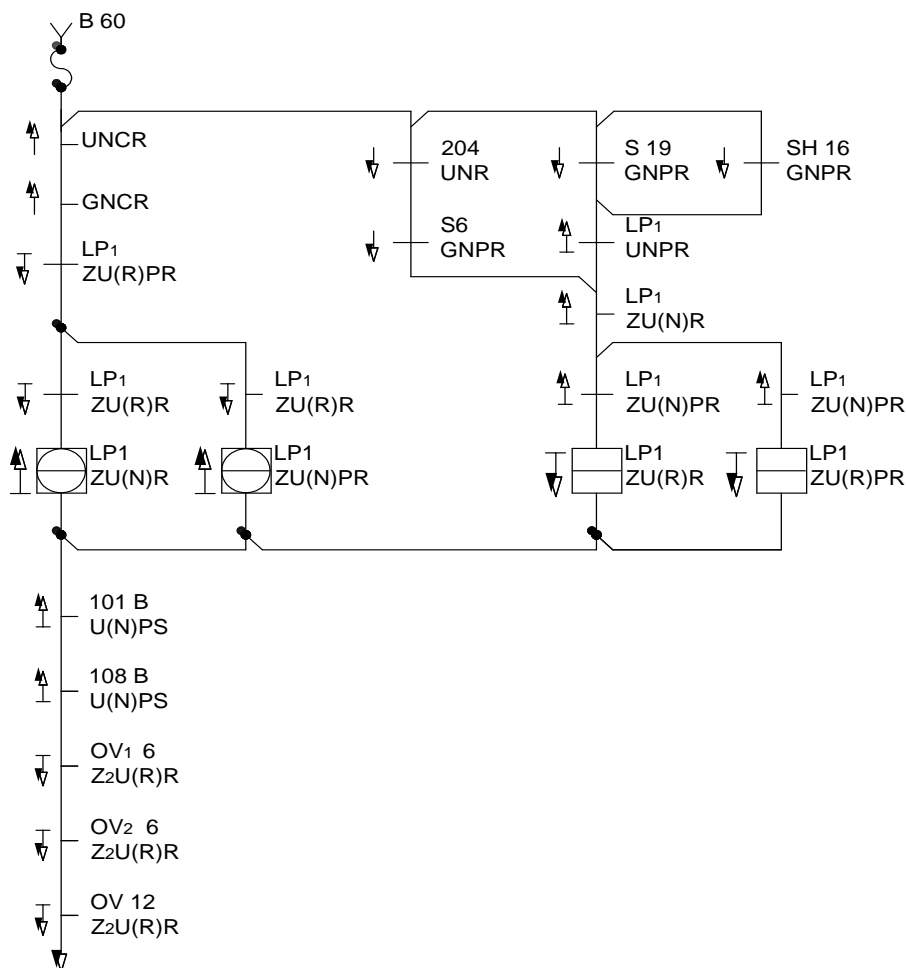 B 60
UNCR
GNCR
LP1
ZU(R)PR
204
UNR
S6
GNPR
S 19
GNPR
SH 16
GNPR
LP1
UNPR
LP1
ZU(N)R
LP1
ZU(R)R
LP1
ZU(R)R
LP1
ZU(N)PR
LP1
ZU(N)PR
LP1
ZU(N)R
LP1
ZU(N)PR
LP1
ZU(R)R
LP1
ZU(R)PR
101 B
U(N)PS
108 B
U(N)PS
OV1 6
Z2U(R)R
OV2 6
Z2U(R)R
OV 12
Z2U(R)R